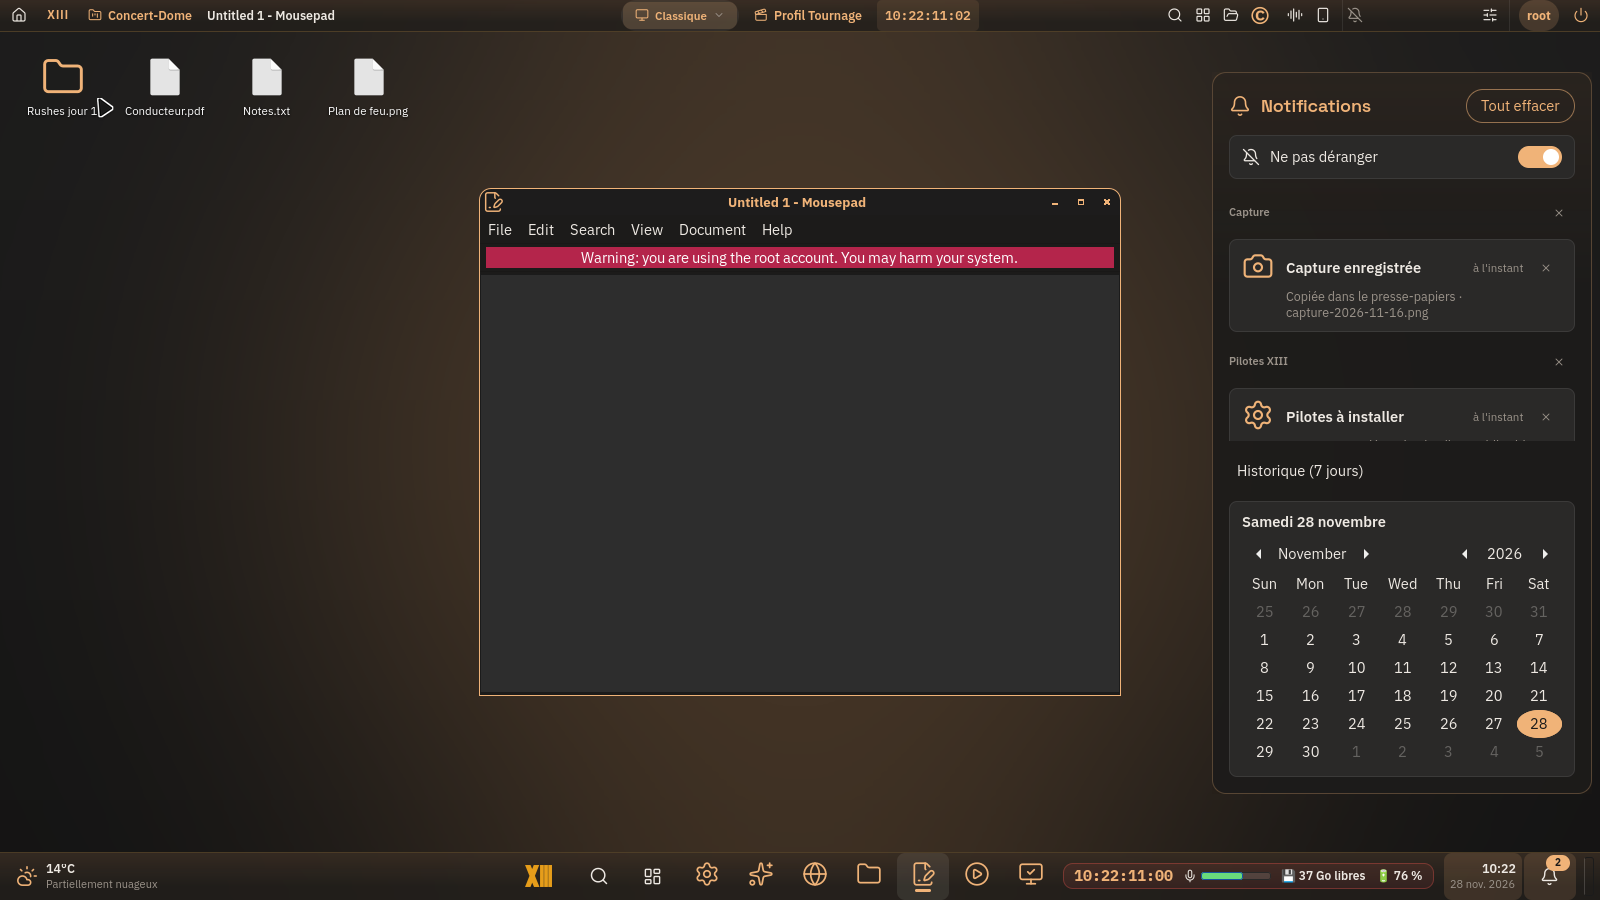 XIII Concert-Dome Untitled 1 - Mousepad Classique Profil Tournage 10:22:11:02 root
Rushes jour 1 Conducteur.pdf Notes.txt Plan de feu.png
Untitled 1 - Mousepad
File Edit Search View Document Help
Warning: you are using the root account. You may harm your system.
Notifications Tout effacer
Ne pas déranger
Capture
Capture enregistrée à l'instant
Copiée dans le presse-papiers ·
capture-2026-11-16.png
Pilotes XIII
Pilotes à installer à l'instant
Historique (7 jours)
Samedi 28 novembre
November 2026
Sun Mon Tue Wed Thu Fri Sat
25 26 27 28 29 30 31
1 2 3 4 5 6 7
8 9 10 11 12 13 14
15 16 17 18 19 20 21
22 23 24 25 26 27 28
29 30 1 2 3 4 5
14°C
Partiellement nuageux
XIII
10:22:11:00 37 Go libres 76 %
10:22
28 nov. 2026
2